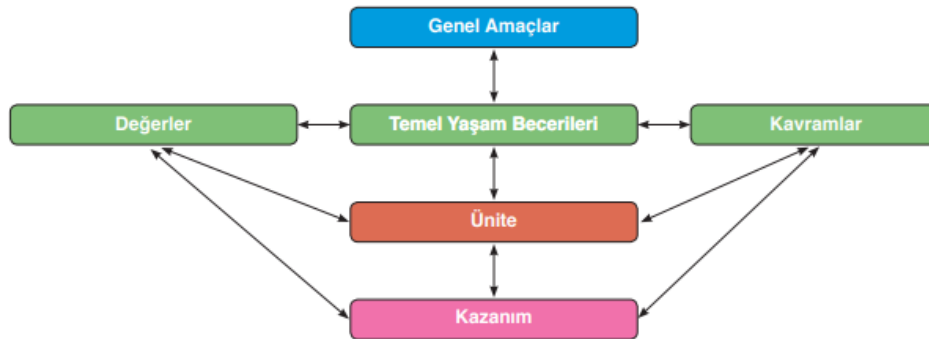 Genel Amaçlar
Değerler
Temel Yaşam Becerileri
Kavramlar
Ünite
Kazanım